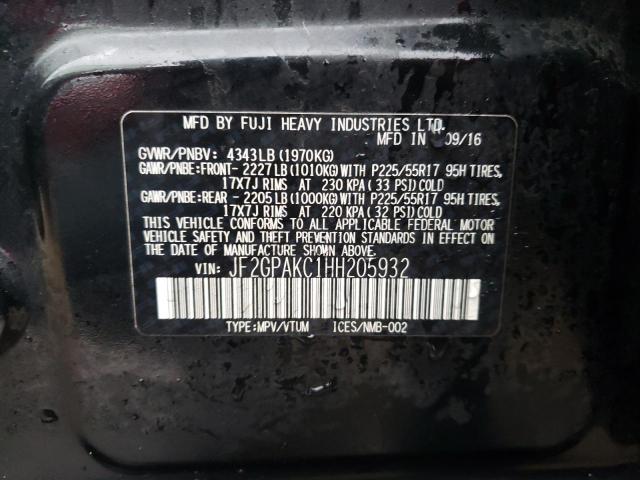 MFD BY FUJI HEAVY INDUSTRIES LTD.
MFD IN 09/16
GVWR/PNBV: 4343LB (1970KG)
GAWR/PNBE:FRONT- 2227LB (1010KG) WITH P225/55R17 95H TIRES,
17X7J RIMS AT 230 KPA ( 33 PSI) COLD
GAWR/PNBE:REAR - 2205LB (1000KG) WITH P225/55R17 95H TIRES,
17X7J RIMS AT 220 KPA ( 32 PSI) COLD
THIS VEHICLE CONFORMS TO ALL APPLICABLE FEDERAL MOTOR
VEHICLE SAFETY AND THEFT PREVENTION STANDARDS IN EFFECT ON
THE DATE OF MANUFACTURE SHOWN ABOVE.
VIN: JF2GPAKC1HH205932
TYPE:MPV/VTUM ICES/NMB-002